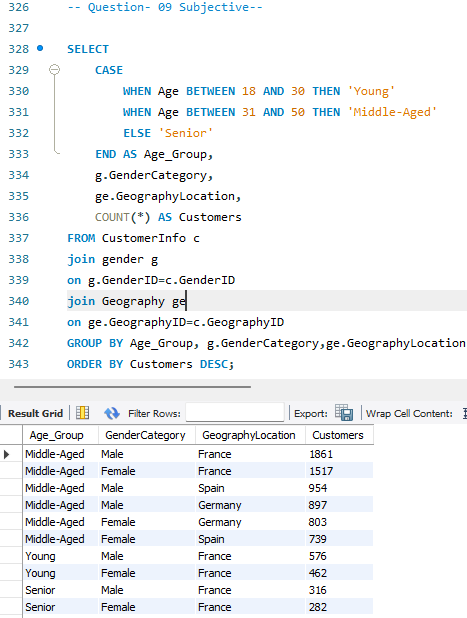 326 -- Question- 09 Subjective--
327
328 SELECT
329 CASE
330 WHEN Age BETWEEN 18 AND 30 THEN 'Young'
331 WHEN Age BETWEEN 31 AND 50 THEN 'Middle-Aged'
332 ELSE 'Senior'
333 END AS Age_Group,
334 g.GenderCategory,
335 ge.GeographyLocation,
336 COUNT(*) AS Customers
337 FROM CustomerInfo c
338 join gender g
339 on g.GenderID=c.GenderID
340 join Geography ge
341 on ge.GeographyID=c.GeographyID
342 GROUP BY Age_Group, g.GenderCategory,ge.GeographyLocation
343 ORDER BY Customers DESC;
Result Grid Filter Rows: Export: Wrap Cell Content:
Age_Group GenderCategory GeographyLocation Customers
Middle-Aged Male France 1861
Middle-Aged Female France 1517
Middle-Aged Male Spain 954
Middle-Aged Male Germany 897
Middle-Aged Female Germany 803
Middle-Aged Female Spain 739
Young Male France 576
Young Female France 462
Senior Male France 316
Senior Female France 282